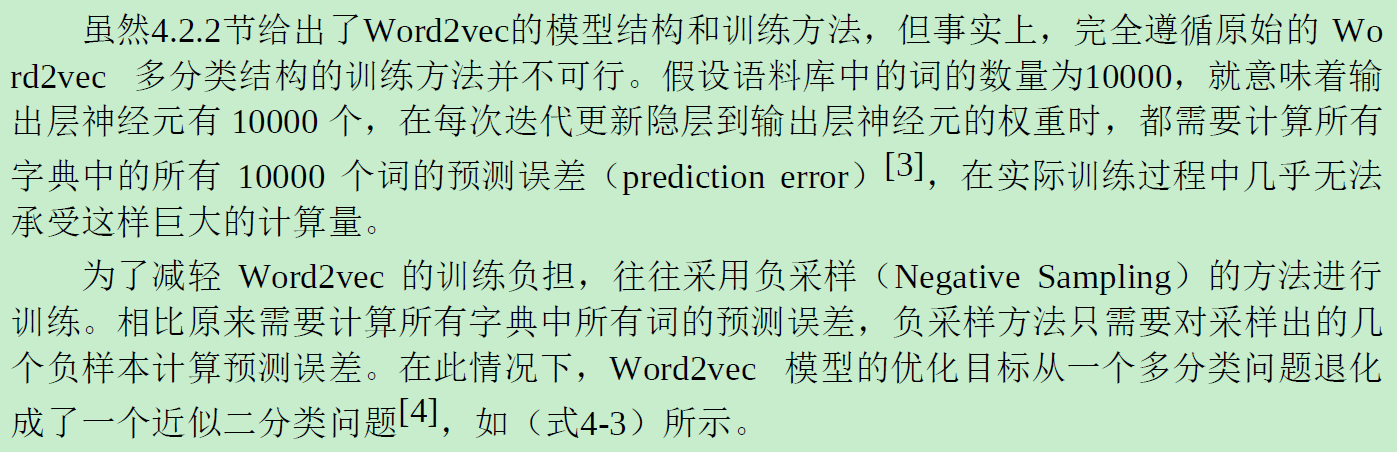 虽然4.2.2节给出了Word2vec的模型结构和训练方法，但事实上，完全遵循原始的 Wo
rd2vec 多分类结构的训练方法并不可行。假设语料库中的词的数量为10000，就意味着输
出层神经元有 10000 个，在每次迭代更新隐层到输出层神经元的权重时，都需要计算所有
字典中的所有 10000 个词的预测误差（prediction error）[3]，在实际训练过程中几乎无法
承受这样巨大的计算量。
为了减轻 Word2vec 的训练负担，往往采用负采样（Negative Sampling）的方法进行
训练。相比原来需要计算所有字典中所有词的预测误差，负采样方法只需要对采样出的几
个负样本计算预测误差。在此情况下，Word2vec 模型的优化目标从一个多分类问题退化
成了一个近似二分类问题[4]，如（式4-3）所示。